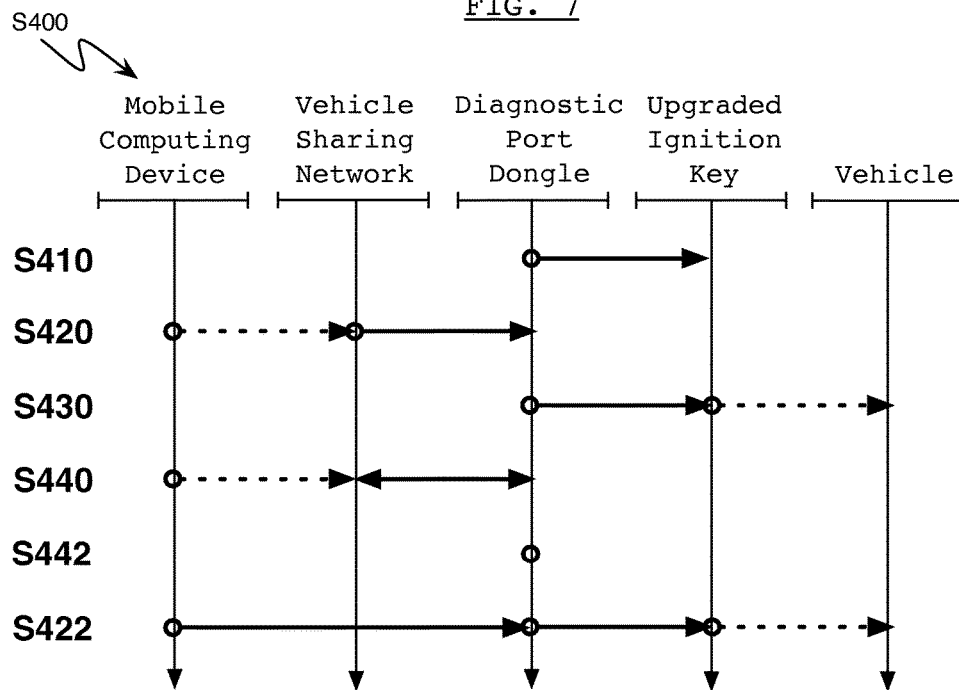 FIG. 7
S400
Mobile Computing Device
Vehicle Sharing Network
Diagnostic Port Dongle
Upgraded Ignition Key
Vehicle
S410
S420
S430
S440
S442
S422